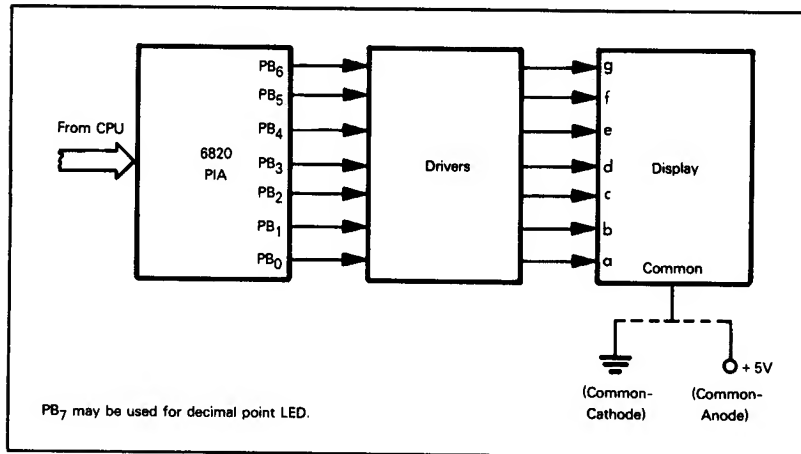 From CPU
6820
PIA
PB6
PB5
PB4
PB3
PB2
PB1
PB0
Drivers
g
f
e
d
c
b
a
Display
Common
+ 5V
(Common-
Cathode)
(Common-
Anode)
PB7 may be used for decimal point LED.